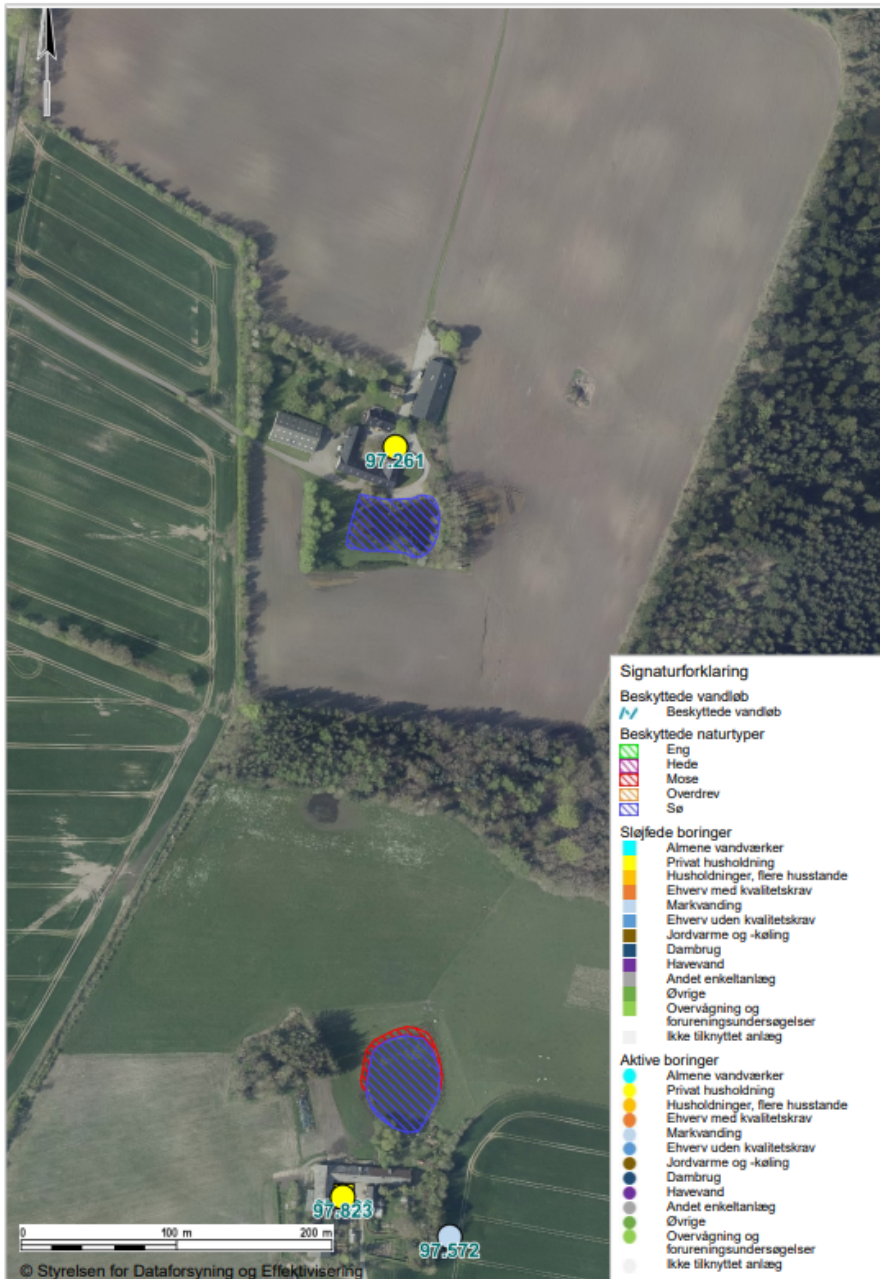 97.261
Signaturforklaring
Beskyttede vandløb
Beskyttede vandløb
Beskyttede naturtyper
Eng
Hede
Mose
Overdrev
Sø
Sløjfede boringer
Almene vandværker
Privat husholdning
Husholdninger, flere husstande
Ehverv med kvalitetskrav
Markvanding
Ehverv uden kvalitetskrav
Jordvarme og -køling
Dambrug
Havevand
Andet enkeltanlæg
Øvrige
Overvågning og
forureningsundersøgelser
Ikke tilknyttet anlæg
Aktive boringer
Almene vandværker
Privat husholdning
Husholdninger, flere husstande
Ehverv med kvalitetskrav
Markvanding
Ehverv uden kvalitetskrav
Jordvarme og -køling
Dambrug
Havevand
Andet enkeltanlæg
Øvrige
Overvågning og
forureningsundersøgelser
Ikke tilknyttet anlæg
97.823
97.572
0 100 m 200 m
© Styrelsen for Dataforsyning og Effektivisering